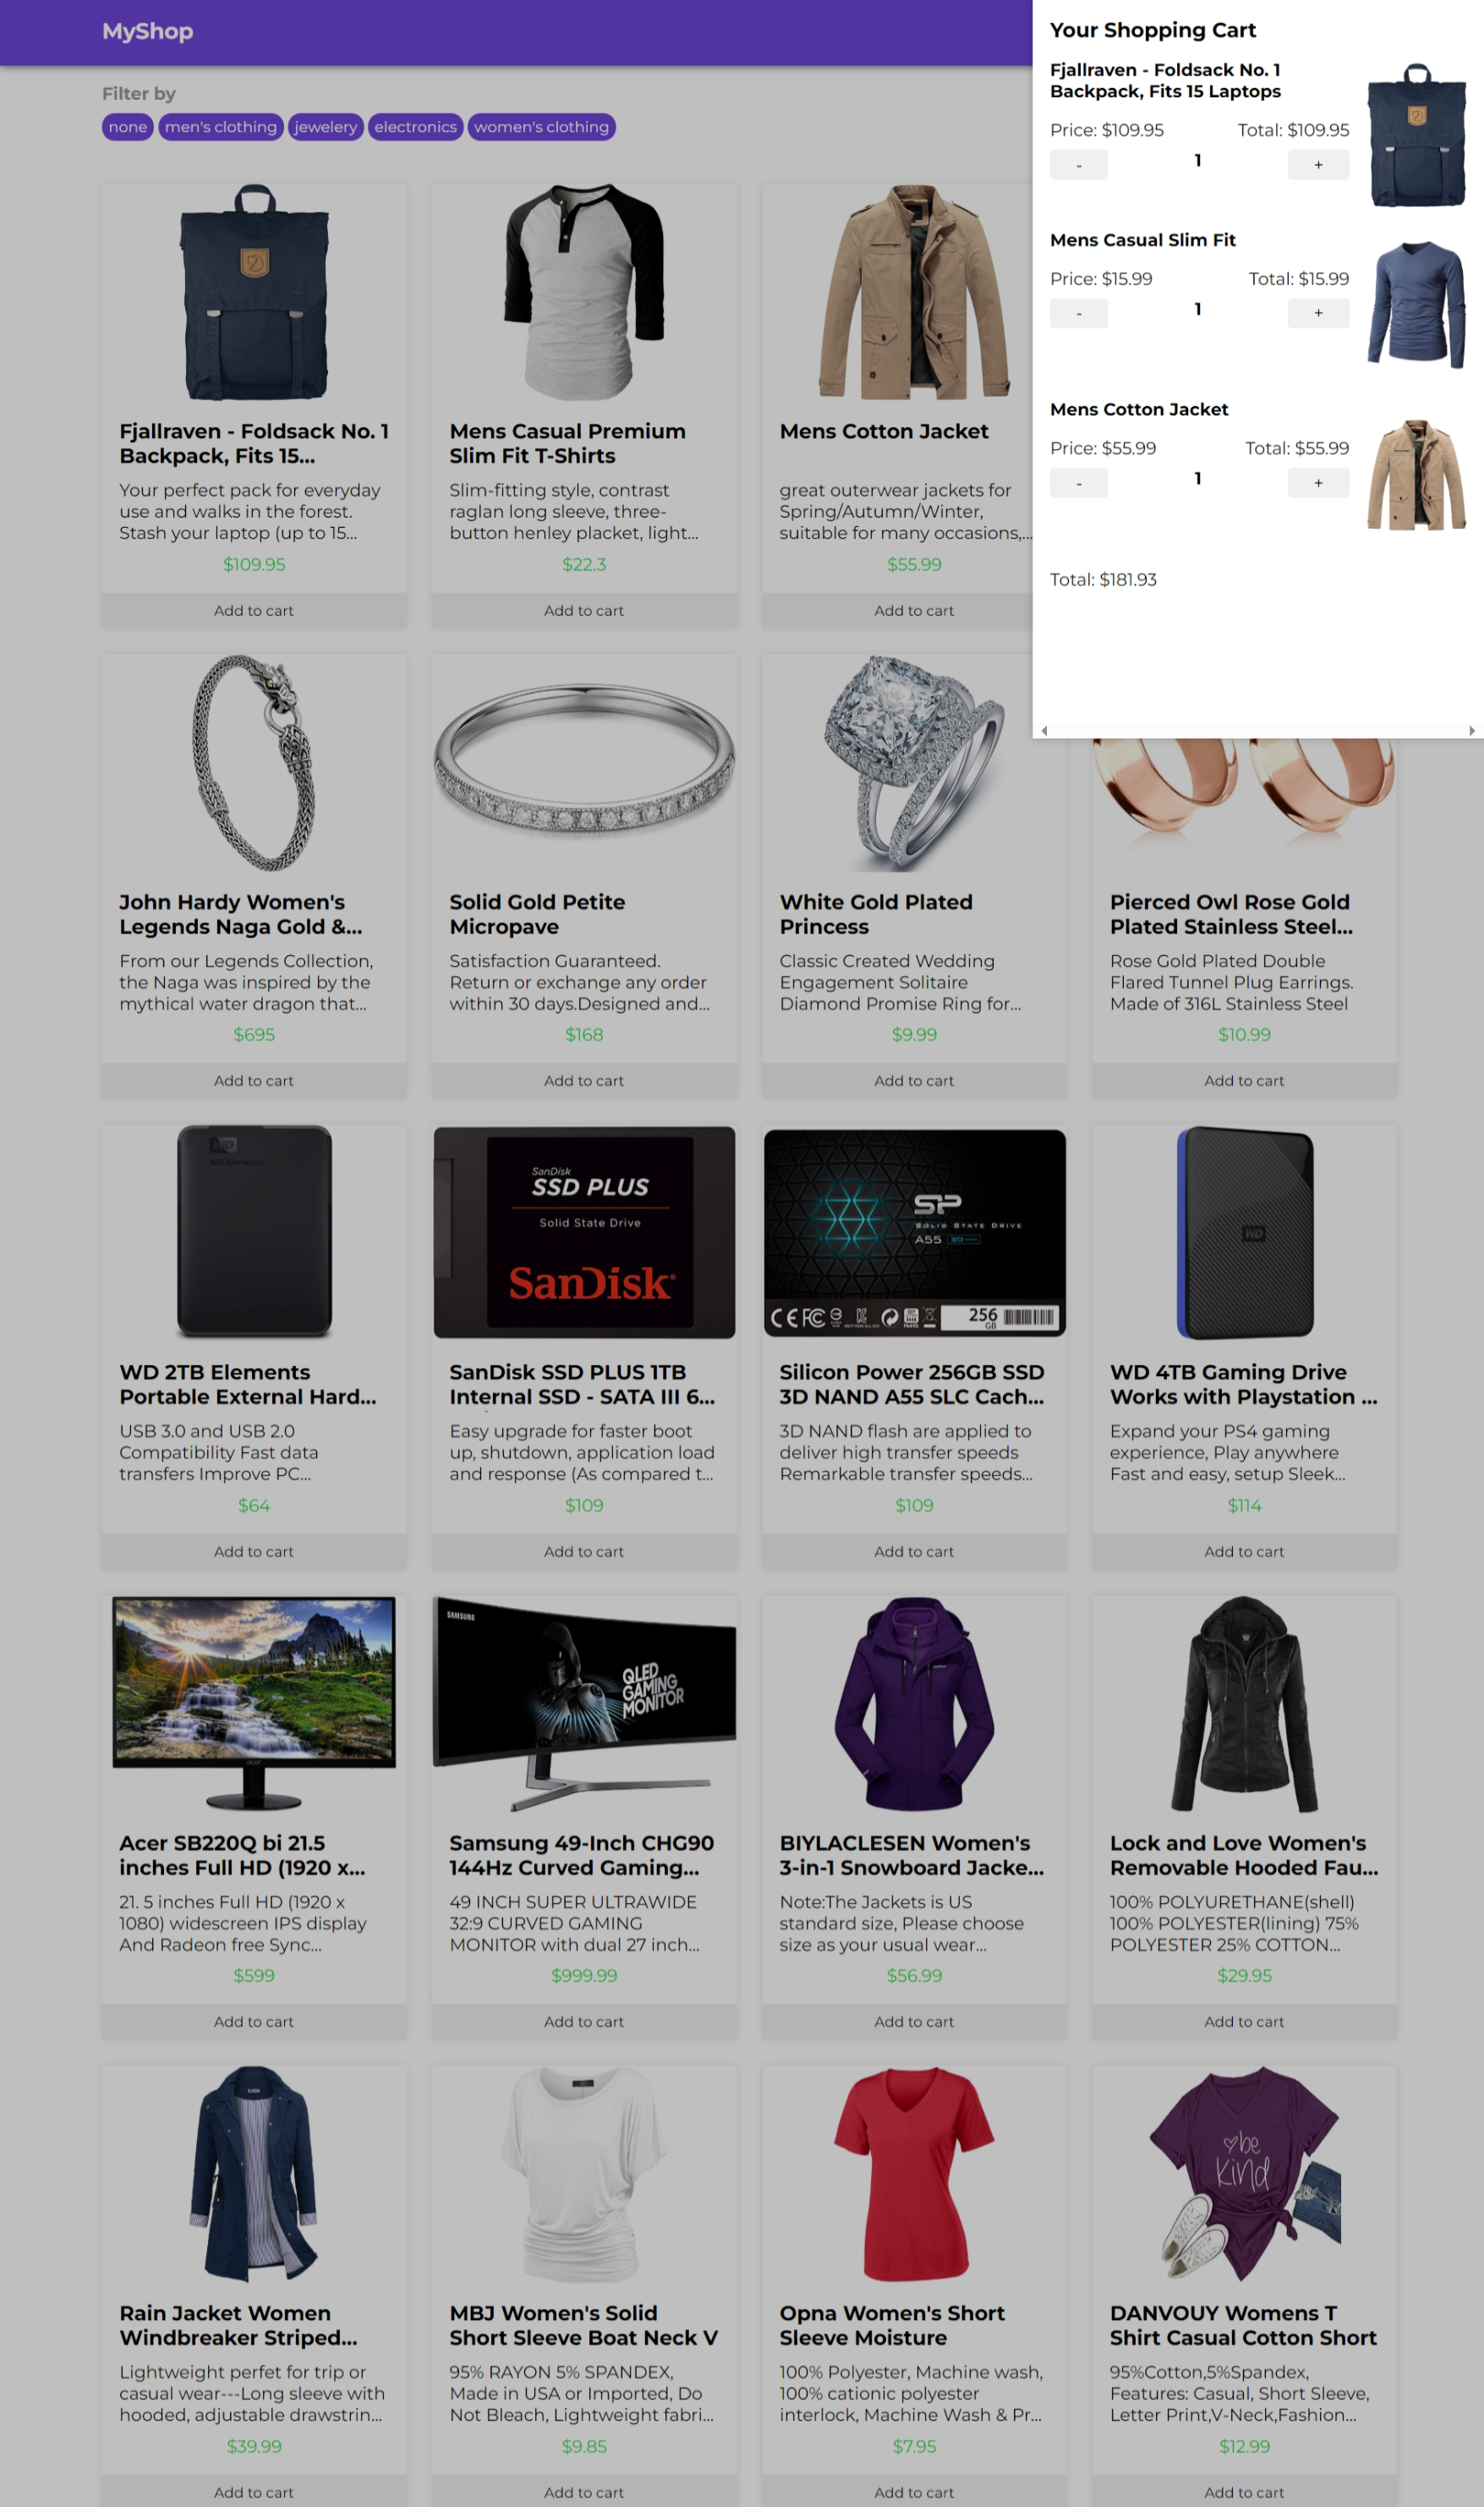 MyShop
Filter by
none men's clothing jewelery electronics women's clothing
Your Shopping Cart
Fjallraven - Foldsack No. 1
Backpack, Fits 15 Laptops
Price: $109.95 Total: $109.95
- 1 +
Mens Casual Slim Fit
Price: $15.99 Total: $15.99
- 1 +
Mens Cotton Jacket
Price: $55.99 Total: $55.99
- 1 +
Total: $181.93
Fjallraven - Foldsack No. 1
Backpack, Fits 15...
Your perfect pack for everyday
use and walks in the forest.
Stash your laptop (up to 15...
$109.95
Add to cart
Mens Casual Premium
Slim Fit T-Shirts
Slim-fitting style, contrast
raglan long sleeve, three-
button henley placket, light...
$22.3
Add to cart
Mens Cotton Jacket
great outerwear jackets for
Spring/Autumn/Winter,
suitable for many occasions,...
$55.99
Add to cart
John Hardy Women's
Legends Naga Gold &...
From our Legends Collection,
the Naga was inspired by the
mythical water dragon that...
$695
Add to cart
Solid Gold Petite
Micropave
Satisfaction Guaranteed.
Return or exchange any order
within 30 days.Designed and...
$168
Add to cart
White Gold Plated
Princess
Classic Created Wedding
Engagement Solitaire
Diamond Promise Ring for...
$9.99
Add to cart
Pierced Owl Rose Gold
Plated Stainless Steel...
Rose Gold Plated Double
Flared Tunnel Plug Earrings.
Made of 316L Stainless Steel
$10.99
Add to cart
WD
WD Elements
WD 2TB Elements
Portable External Hard...
USB 3.0 and USB 2.0
Compatibility Fast data
transfers Improve PC...
$64
Add to cart
SanDisk
SSD PLUS
Solid State Drive
SanDisk
SanDisk SSD PLUS 1TB
Internal SSD - SATA III 6...
Easy upgrade for faster boot
up, shutdown, application load
and response (As compared t...
$109
Add to cart
SP
SOLID STATE DRIVE
A55
256
GB
Silicon Power 256GB SSD
3D NAND A55 SLC Cach...
3D NAND flash are applied to
deliver high transfer speeds
Remarkable transfer speeds...
$109
Add to cart
WD
WD 4TB Gaming Drive
Works with Playstation ...
Expand your PS4 gaming
experience, Play anywhere
Fast and easy, setup Sleek...
$114
Add to cart
acer
Acer SB220Q bi 21.5
inches Full HD (1920 x...
21. 5 inches Full HD (1920 x
1080) widescreen IPS display
And Radeon free Sync...
$599
Add to cart
SAMSUNG
QLED
GAMING
MONITOR
Samsung 49-Inch CHG90
144Hz Curved Gaming...
49 INCH SUPER ULTRAWIDE
32:9 CURVED GAMING
MONITOR with dual 27 inch...
$999.99
Add to cart
BIYLACLESEN Women's
3-in-1 Snowboard Jacke...
Note:The Jackets is US
standard size, Please choose
size as your usual wear...
$56.99
Add to cart
Lock and Love Women's
Removable Hooded Fau...
100% POLYURETHANE(shell)
100% POLYESTER(lining) 75%
POLYESTER 25% COTTON...
$29.95
Add to cart
Rain Jacket Women
Windbreaker Striped...
Lightweight perfet for trip or
casual wear---Long sleeve with
hooded, adjustable drawstrin...
$39.99
Add to cart
MBJ Women's Solid
Short Sleeve Boat Neck V
95% RAYON 5% SPANDEX,
Made in USA or Imported, Do
Not Bleach, Lightweight fabri...
$9.85
Add to cart
Opna Women's Short
Sleeve Moisture
100% Polyester, Machine wash,
100% cationic polyester
interlock, Machine Wash & Pr...
$7.95
Add to cart
be
kind
DANVOUY Womens T
Shirt Casual Cotton Short
95%Cotton,5%Spandex,
Features: Casual, Short Sleeve,
Letter Print,V-Neck,Fashion...
$12.99
Add to cart